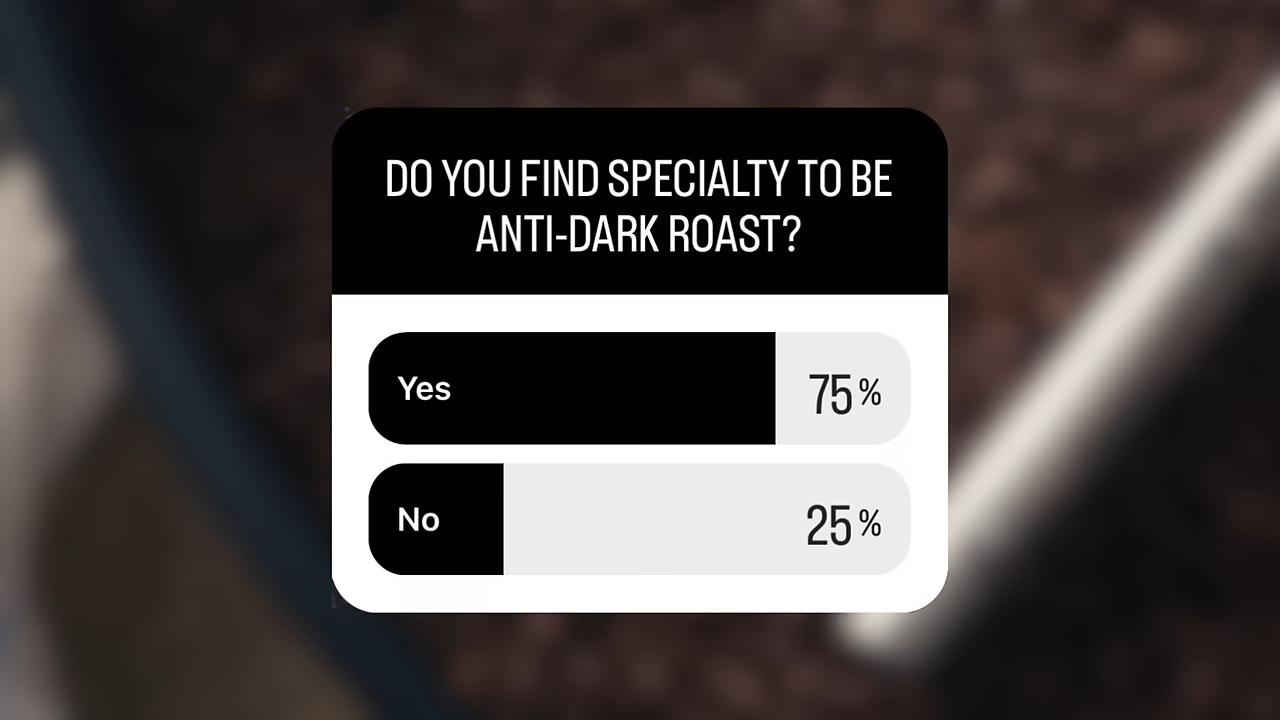 DO YOU FIND SPECIALTY TO BE
ANTI-DARK ROAST?
Yes
75%
No
25%